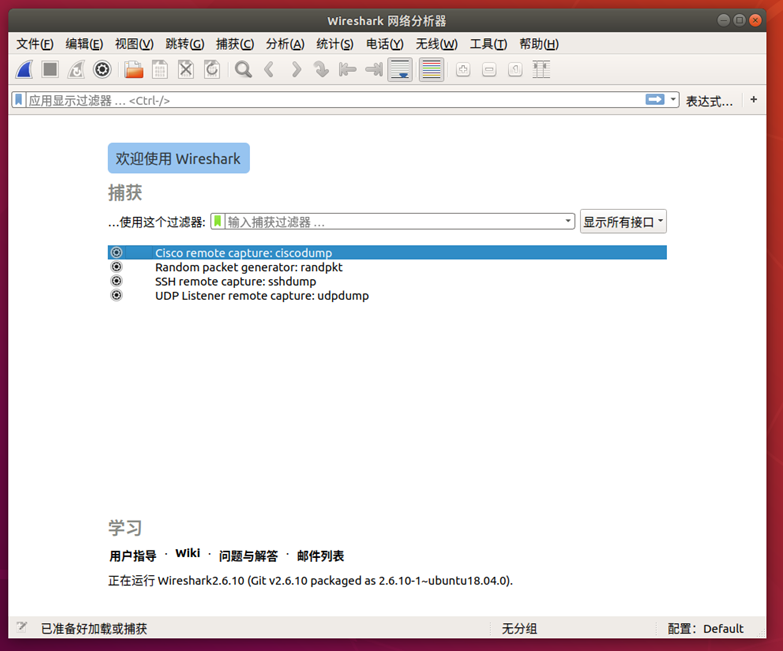 Wireshark 网络分析器
文件(F) 编辑(E) 视图(V) 跳转(G) 捕获(C) 分析(A) 统计(S) 电话(Y) 无线(W) 工具(T) 帮助(H)
应用显示过滤器 … <Ctrl-/> 表达式… +
欢迎使用 Wireshark
捕获
…使用这个过滤器: 输入捕获过滤器 … 显示所有接口
Cisco remote capture: ciscodump
Random packet generator: randpkt
SSH remote capture: sshdump
UDP Listener remote capture: udpdump
学习
用户指导 · Wiki · 问题与解答 · 邮件列表
正在运行 Wireshark2.6.10 (Git v2.6.10 packaged as 2.6.10-1~ubuntu18.04.0).
已准备好加载或捕获 无分组 配置：Default